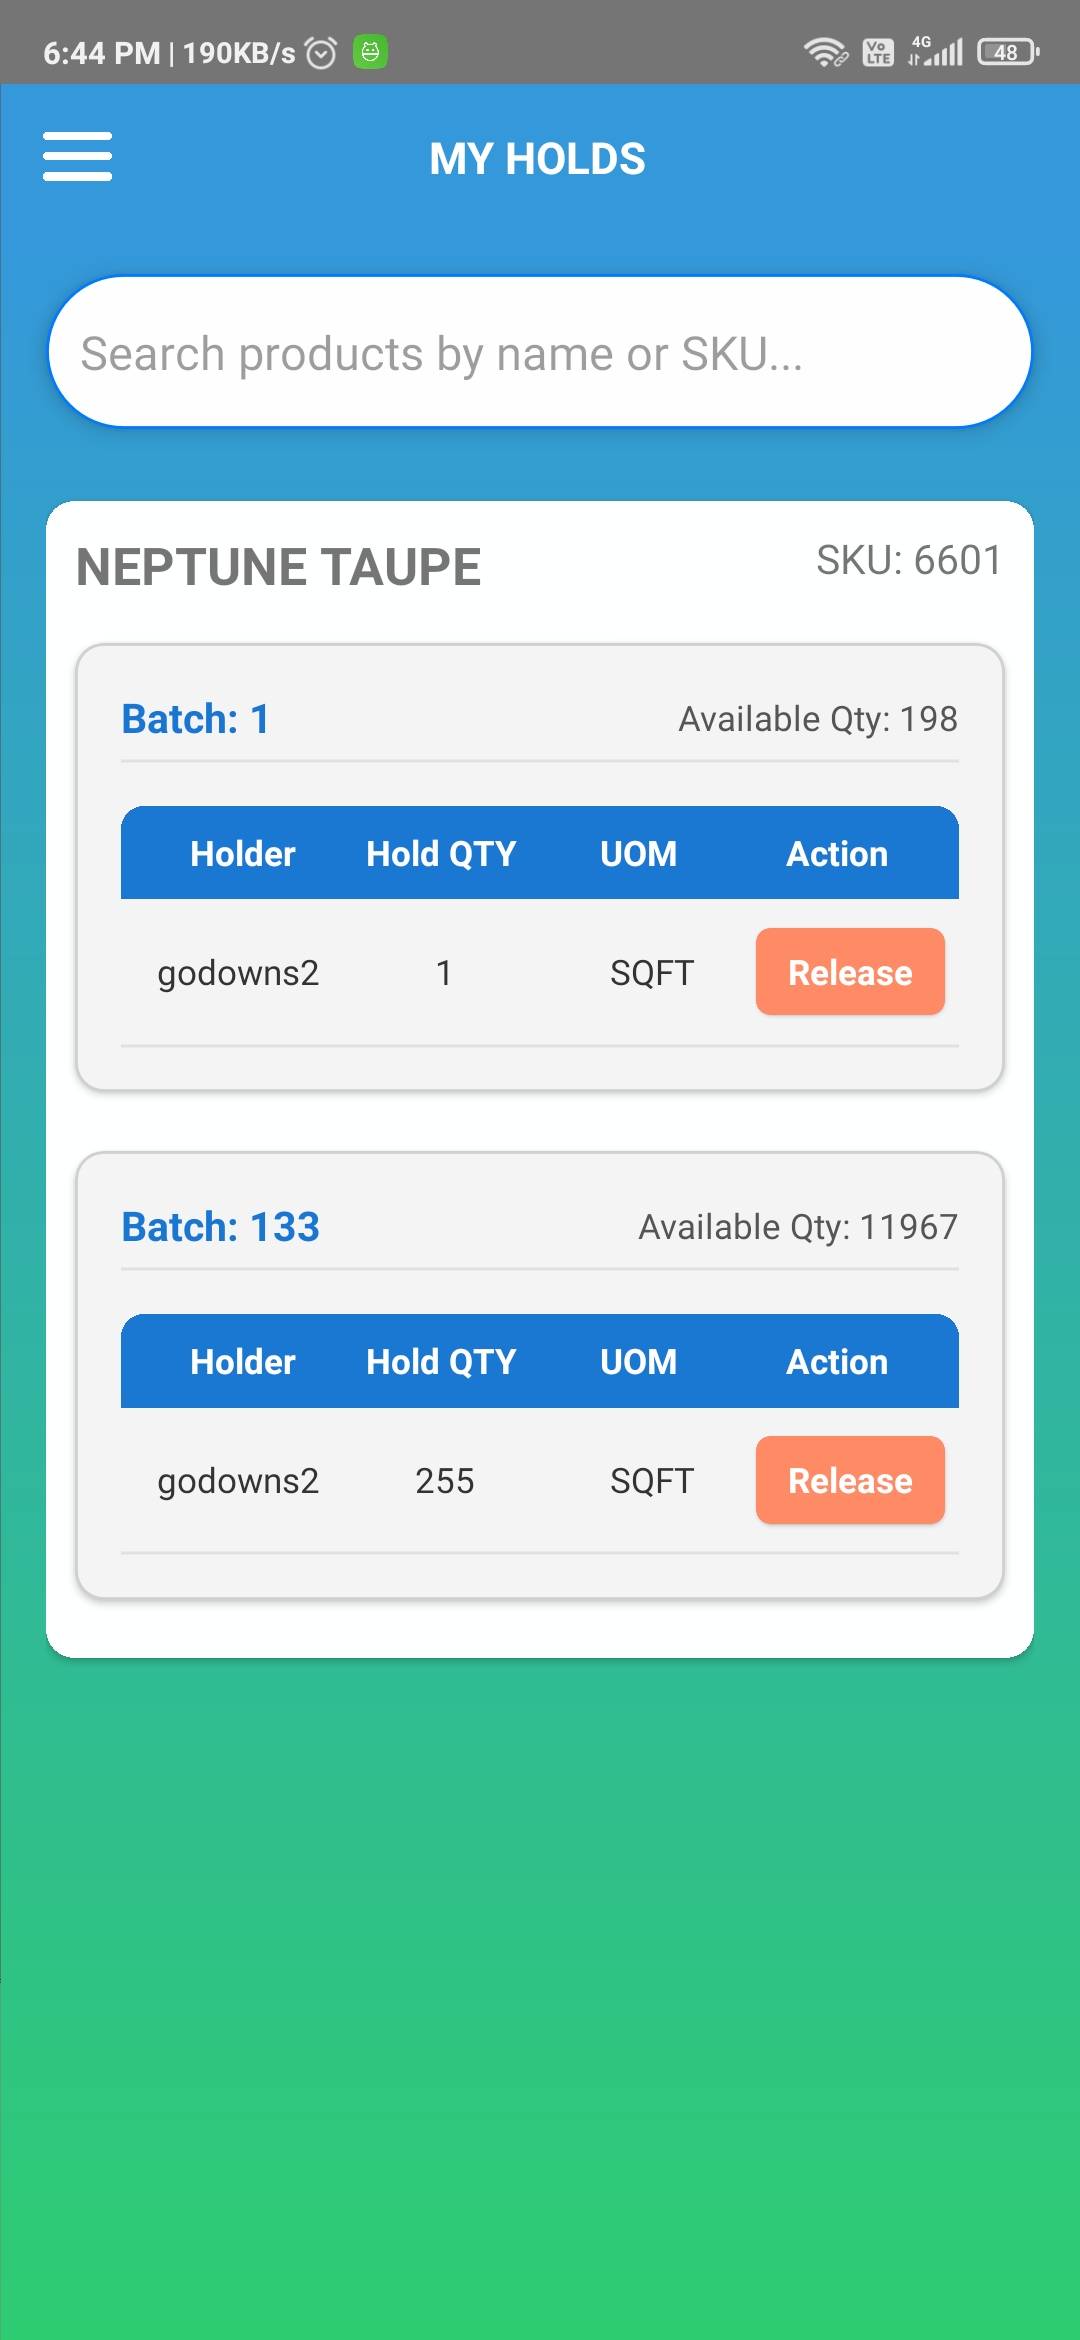 6:44 PM | 190KB/s Vo LTE 4G 48
MY HOLDS
Search products by name or SKU...
NEPTUNE TAUPE SKU: 6601
Batch: 1 Available Qty: 198
Holder Hold QTY UOM Action
godowns2 1 SQFT Release
Batch: 133 Available Qty: 11967
Holder Hold QTY UOM Action
godowns2 255 SQFT Release